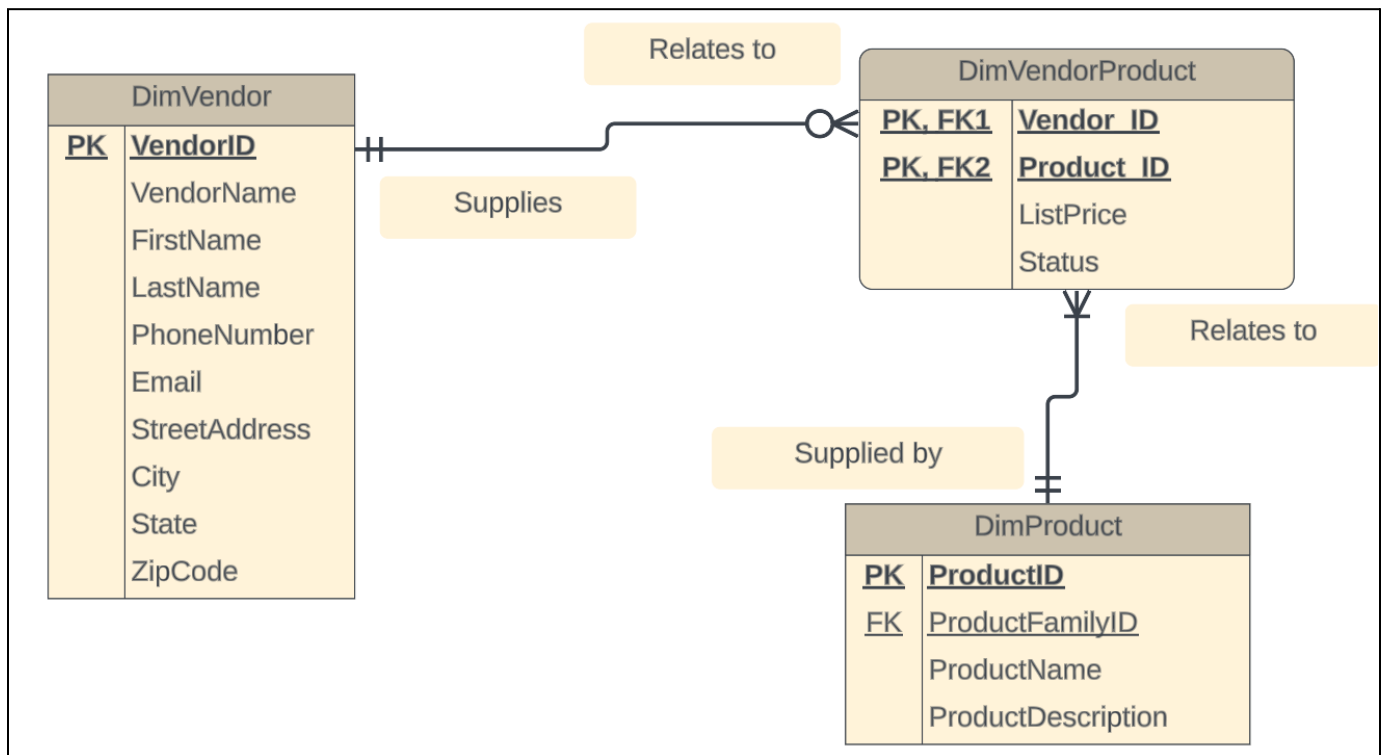 Relates to
DimVendor
PK VendorID
VendorName
FirstName
LastName
PhoneNumber
Email
StreetAddress
City
State
ZipCode
Supplies
DimVendorProduct
PK, FK1 Vendor_ID
PK, FK2 Product_ID
ListPrice
Status
Relates to
Supplied by
DimProduct
PK ProductID
FK ProductFamilyID
ProductName
ProductDescription